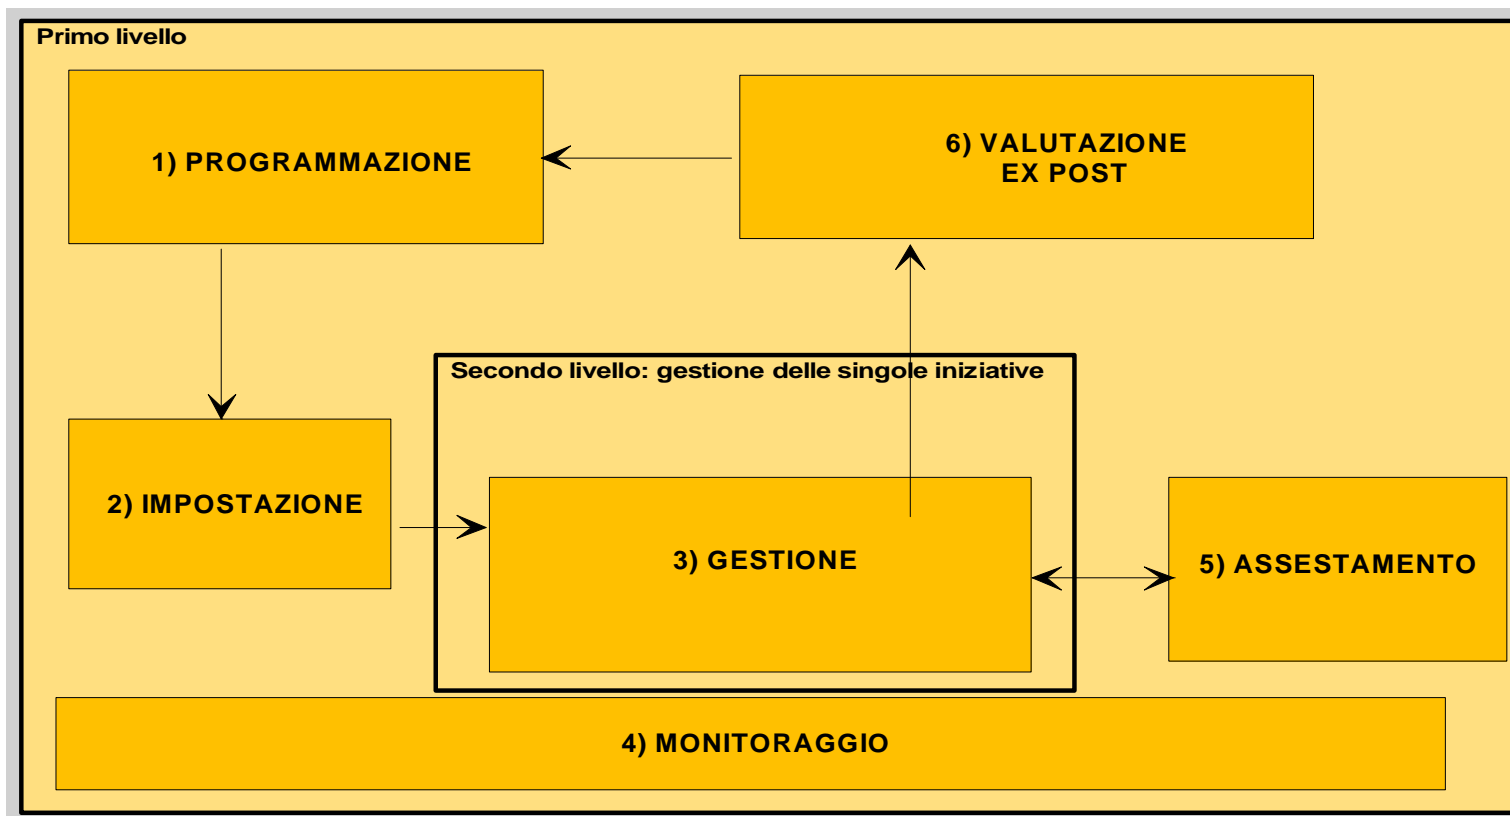 Primo livello
1) PROGRAMMAZIONE
6) VALUTAZIONE
EX POST
Secondo livello: gestione delle singole iniziative
2) IMPOSTAZIONE
3) GESTIONE
5) ASSESTAMENTO
4) MONITORAGGIO